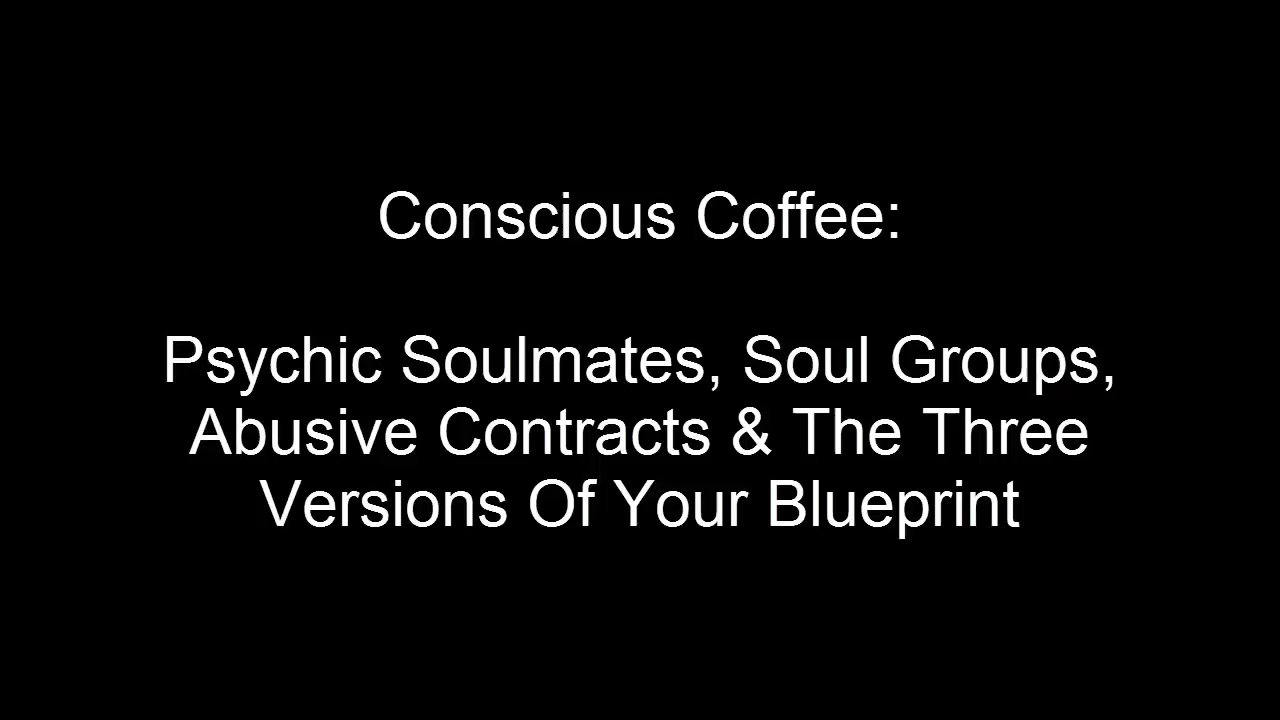 Conscious Coffee:
Psychic Soulmates, Soul Groups,
Abusive Contracts & The Three
Versions Of Your Blueprint